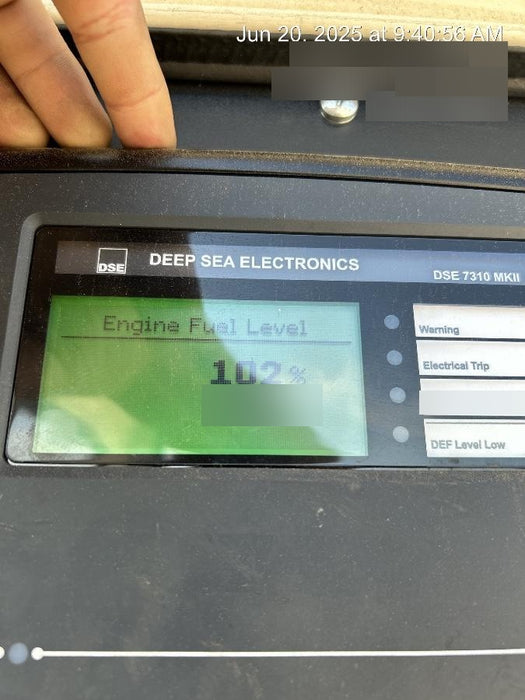 Jun 20, 2025 at 9:40:56 AM
DSE
DEEP SEA ELECTRONICS
DSE 7310 MKII
Engine Fuel Level
102%
Warning
Electrical Trip
DEF Level Low